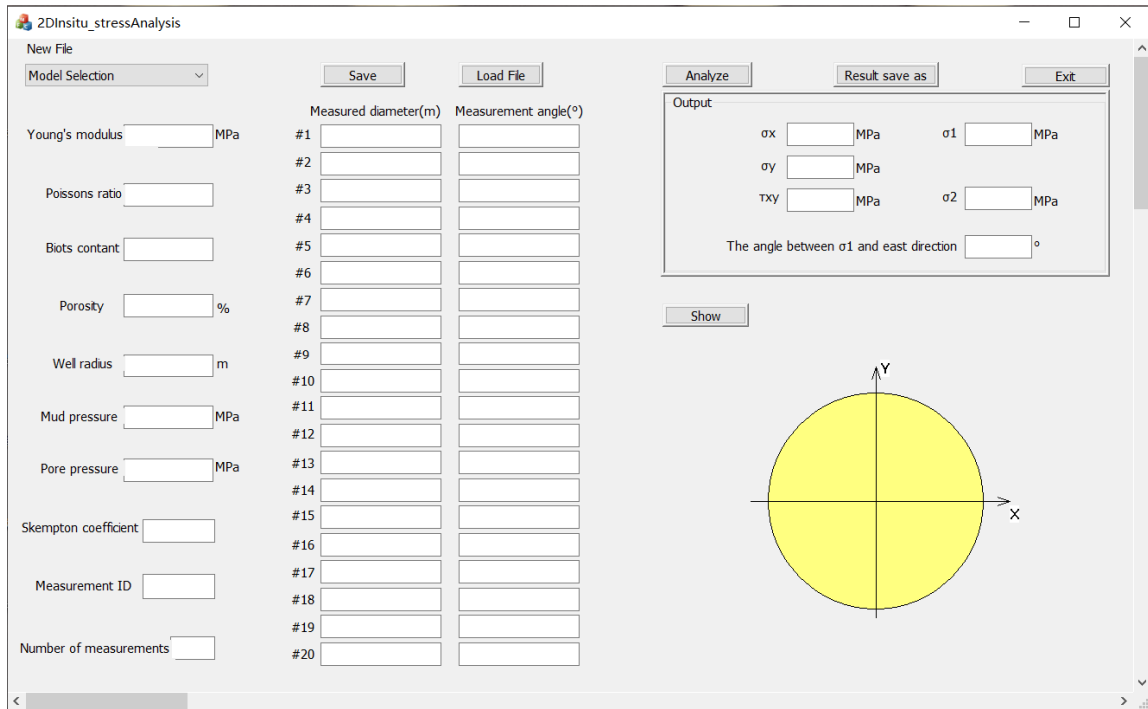 2DInsitu_stressAnalysis
New File
Model Selection
Save
Load File
Analyze
Result save as
Exit
Measured diameter(m)
Measurement angle(º)
Output
Young's modulus
MPa
Poissons ratio
Biots contant
Porosity
%
Well radius
m
Mud pressure
MPa
Pore pressure
MPa
Skempton coefficient
Measurement ID
Number of measurements
#1
#2
#3
#4
#5
#6
#7
#8
#9
#10
#11
#12
#13
#14
#15
#16
#17
#18
#19
#20
σx
MPa
σ1
MPa
σy
MPa
τxy
MPa
σ2
MPa
The angle between σ1 and east direction
º
Show
Y
X